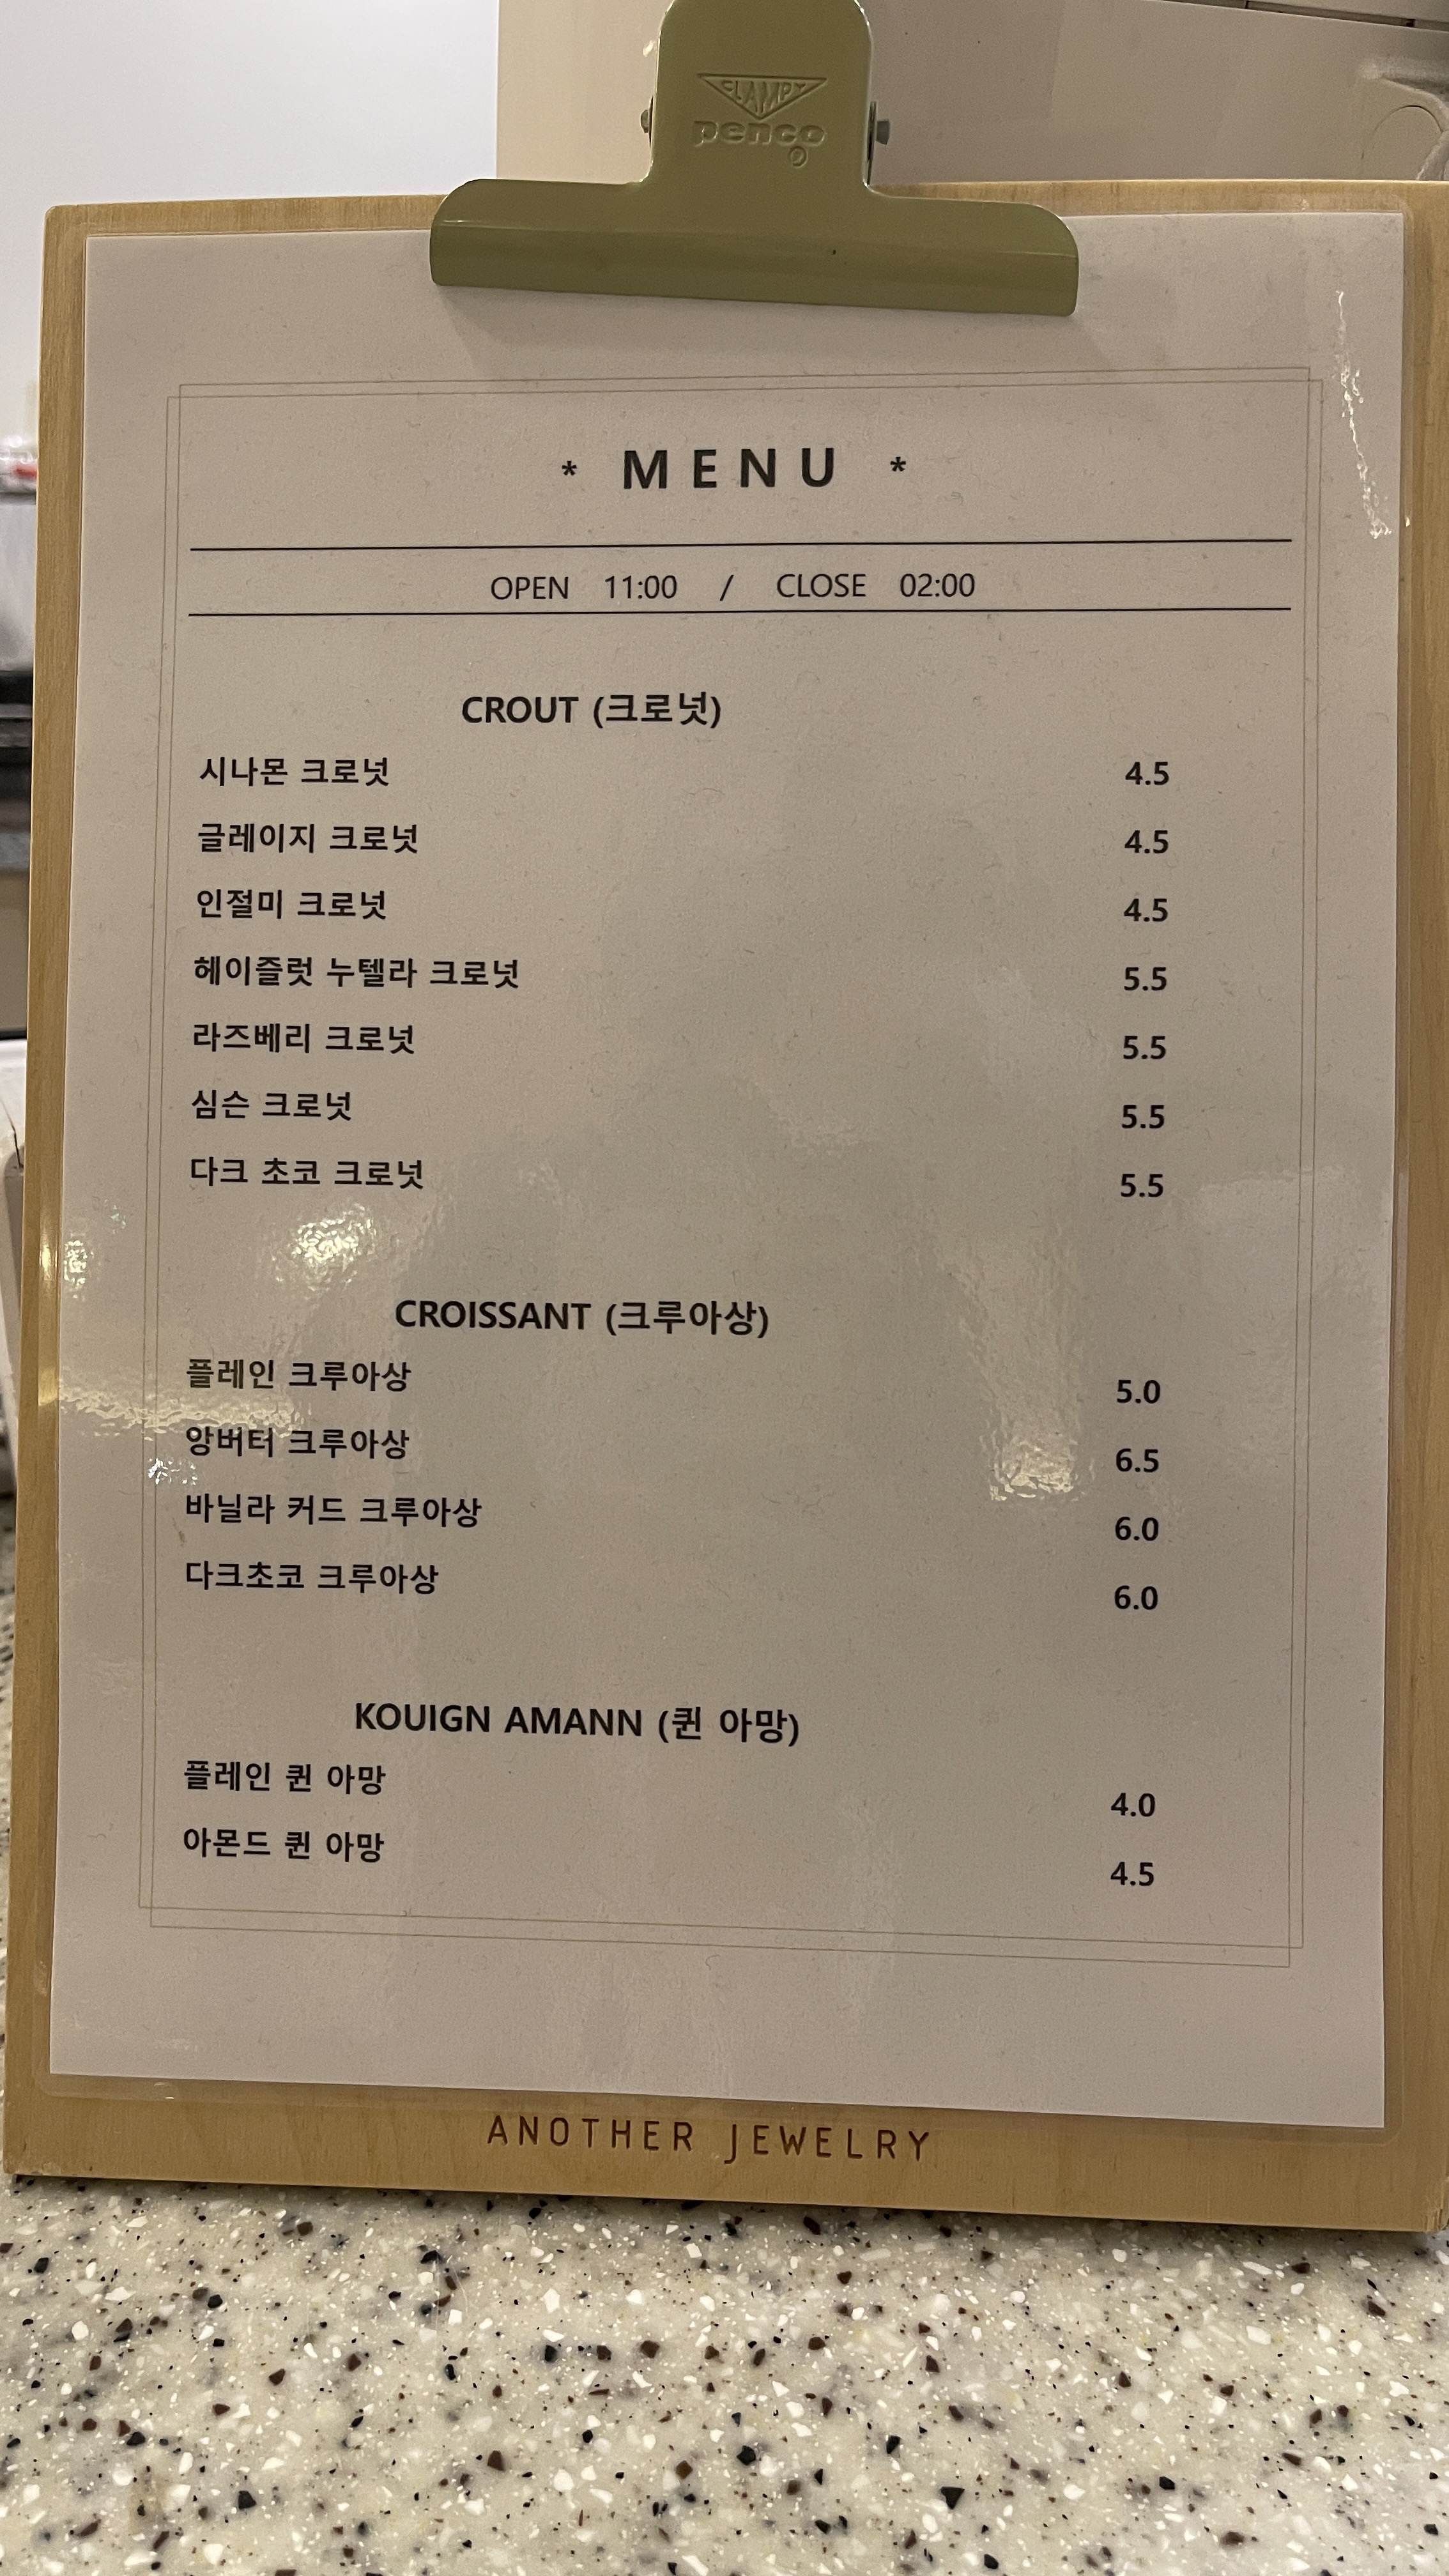 CLAMPY
penco
* MENU *
OPEN 11:00 / CLOSE 02:00
CROUT (크로넛)
시나몬 크로넛 4.5
글레이지 크로넛 4.5
인절미 크로넛 4.5
헤이즐럿 누텔라 크로넛 5.5
라즈베리 크로넛 5.5
심슨 크로넛 5.5
다크 초코 크로넛 5.5
CROISSANT (크루아상)
플레인 크루아상 5.0
앙버터 크루아상 6.5
바닐라 커드 크루아상 6.0
다크초코 크루아상 6.0
KOUIGN AMANN (퀸 아망)
플레인 퀸 아망 4.0
아몬드 퀸 아망 4.5
ANOTHER JEWELRY